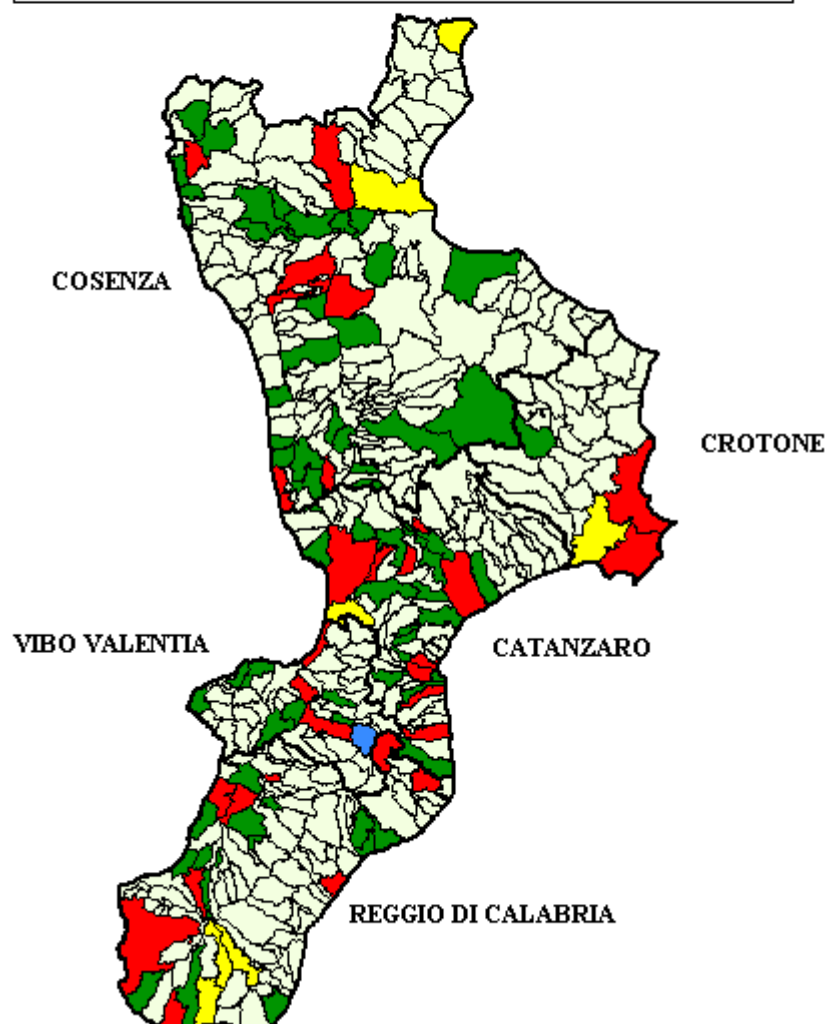 COSENZA
CROTONE
VIBO VALENTIA
CATANZARO
REGGIO DI CALABRIA